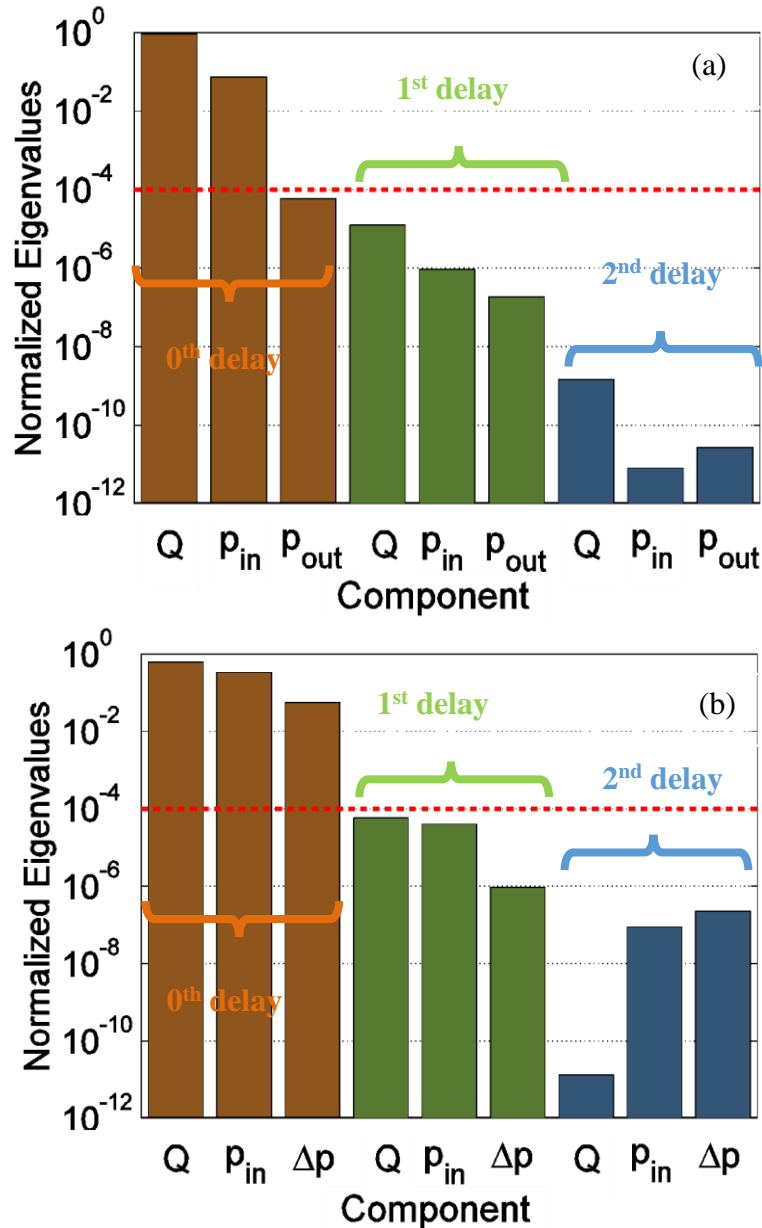 Normalized Eigenvalues
10^0
10^-2
10^-4
10^-6
10^-8
10^-10
10^-12
(a)
1st delay
2nd delay
0th delay
Q p_in p_out Q p_in p_out Q p_in p_out
Component
Normalized Eigenvalues
10^0
10^-2
10^-4
10^-6
10^-8
10^-10
10^-12
(b)
1st delay
2nd delay
0th delay
Q p_in Δp Q p_in Δp Q p_in Δp
Component